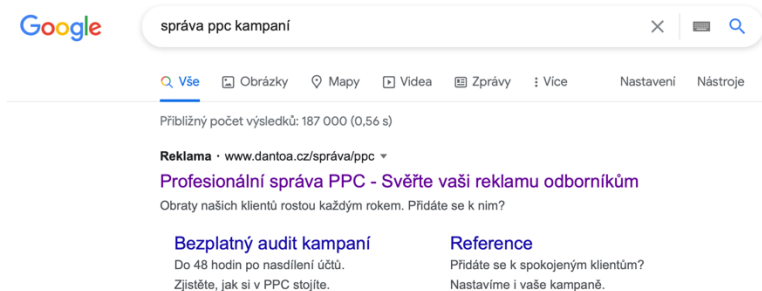 Google
správa ppc kampaní
Vše Obrázky Mapy Videa Zprávy Více Nastavení Nástroje
Přibližný počet výsledků: 187 000 (0,56 s)
Reklama · www.dantoa.cz/správa/ppc
Profesionální správa PPC - Svěřte vaši reklamu odborníkům
Obraty našich klientů rostou každým rokem. Přidáte se k nim?
Bezplatný audit kampaní
Do 48 hodin po nasdílení účtů.
Zjistěte, jak si v PPC stojíte.
Reference
Přidáte se k spokojeným klientům?
Nastavíme i vaše kampaně.